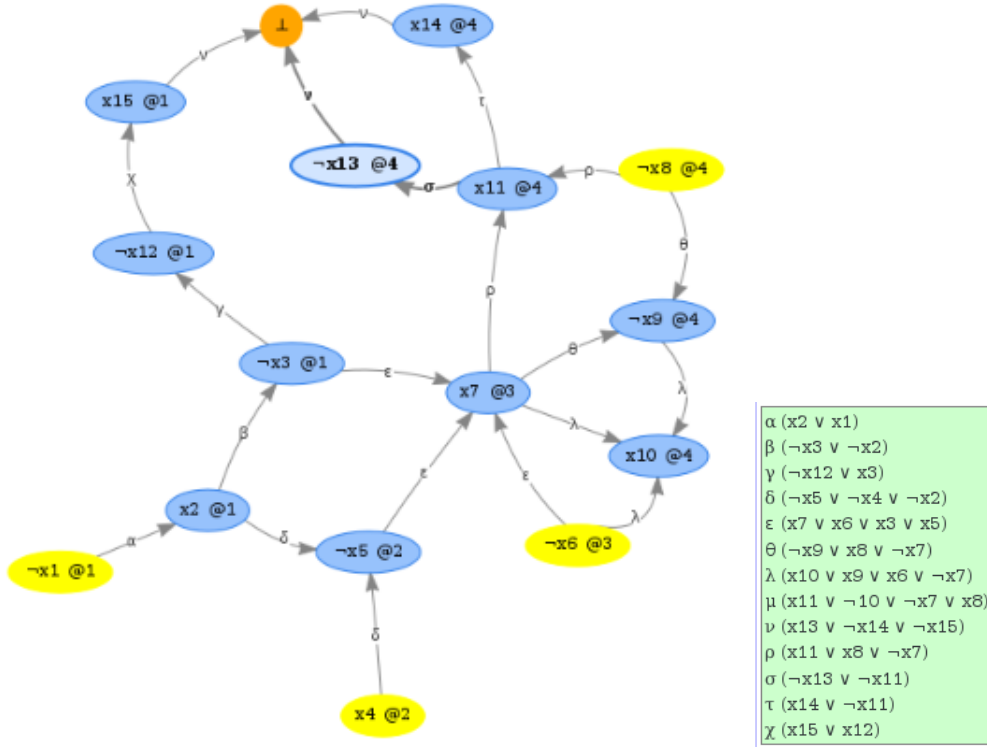 ⊥
ν
x14 @4
ν
x15 @1
ν
τ
¬x13 @4
σ
x11 @4
ρ
¬x8 @4
χ
θ
¬x12 @1
ρ
γ
¬x9 @4
θ
¬x3 @1
ε
x7 @3
λ
λ
β
x10 @4
ε
ε
x2 @1
λ
α
δ
¬x5 @2
¬x6 @3
¬x1 @1
δ
x4 @2
α (x2 ∨ x1)
β (¬x3 ∨ ¬x2)
γ (¬x12 ∨ x3)
δ (¬x5 ∨ ¬x4 ∨ ¬x2)
ε (x7 ∨ x6 ∨ x3 ∨ x5)
θ (¬x9 ∨ x8 ∨ ¬x7)
λ (x10 ∨ x9 ∨ x6 ∨ ¬x7)
μ (x11 ∨ ¬10 ∨ ¬x7 ∨ x8)
ν (x13 ∨ ¬x14 ∨ ¬x15)
ρ (x11 ∨ x8 ∨ ¬x7)
σ (¬x13 ∨ ¬x11)
τ (x14 ∨ ¬x11)
χ (x15 ∨ x12)